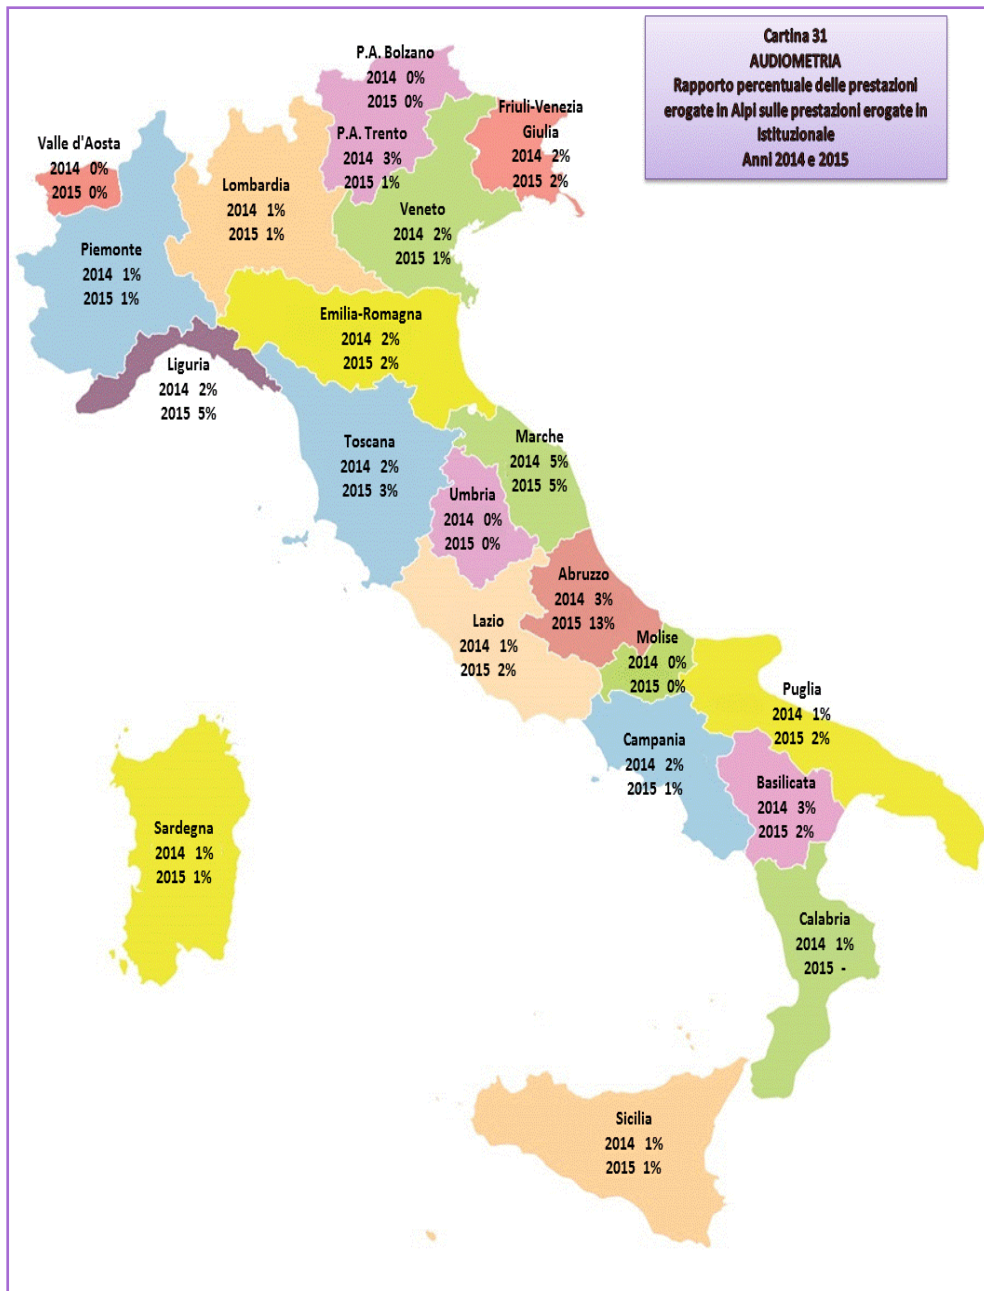 Cartina 31
AUDIOMETRIA
Rapporto percentuale delle prestazioni
erogate in Alpi sulle prestazioni erogate in
Istituzionale
Anni 2014 e 2015
P.A. Bolzano
2014 0%
2015 0%
P.A. Trento
2014 3%
2015 1%
Friuli-Venezia
Giulia
2014 2%
2015 2%
Valle d'Aosta
2014 0%
2015 0%
Lombardia
2014 1%
2015 1%
Veneto
2014 2%
2015 1%
Piemonte
2014 1%
2015 1%
Emilia-Romagna
2014 2%
2015 2%
Liguria
2014 2%
2015 5%
Toscana
2014 2%
2015 3%
Marche
2014 5%
2015 5%
Umbria
2014 0%
2015 0%
Abruzzo
2014 3%
2015 13%
Lazio
2014 1%
2015 2%
Molise
2014 0%
2015 0%
Puglia
2014 1%
2015 2%
Campania
2014 2%
2015 1%
Basilicata
2014 3%
2015 2%
Sardegna
2014 1%
2015 1%
Calabria
2014 1%
2015 -
Sicilia
2014 1%
2015 1%